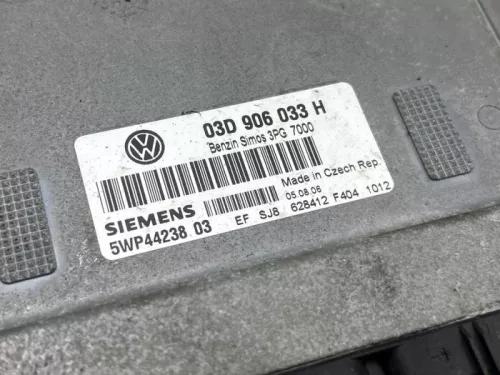 03D 906 033 H
Benzin Simos 3PG 7000
Made in Czech Rep.
SIEMENS
05.08.06
5WP44238 03
EF SJ8 628412 F404 1012